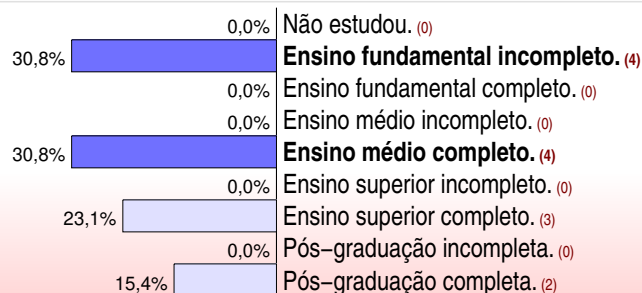 0,0% Não estudou. (0)
30,8% Ensino fundamental incompleto. (4)
0,0% Ensino fundamental completo. (0)
0,0% Ensino médio incompleto. (0)
30,8% Ensino médio completo. (4)
0,0% Ensino superior incompleto. (0)
23,1% Ensino superior completo. (3)
0,0% Pós−graduação incompleta. (0)
15,4% Pós−graduação completa. (2)